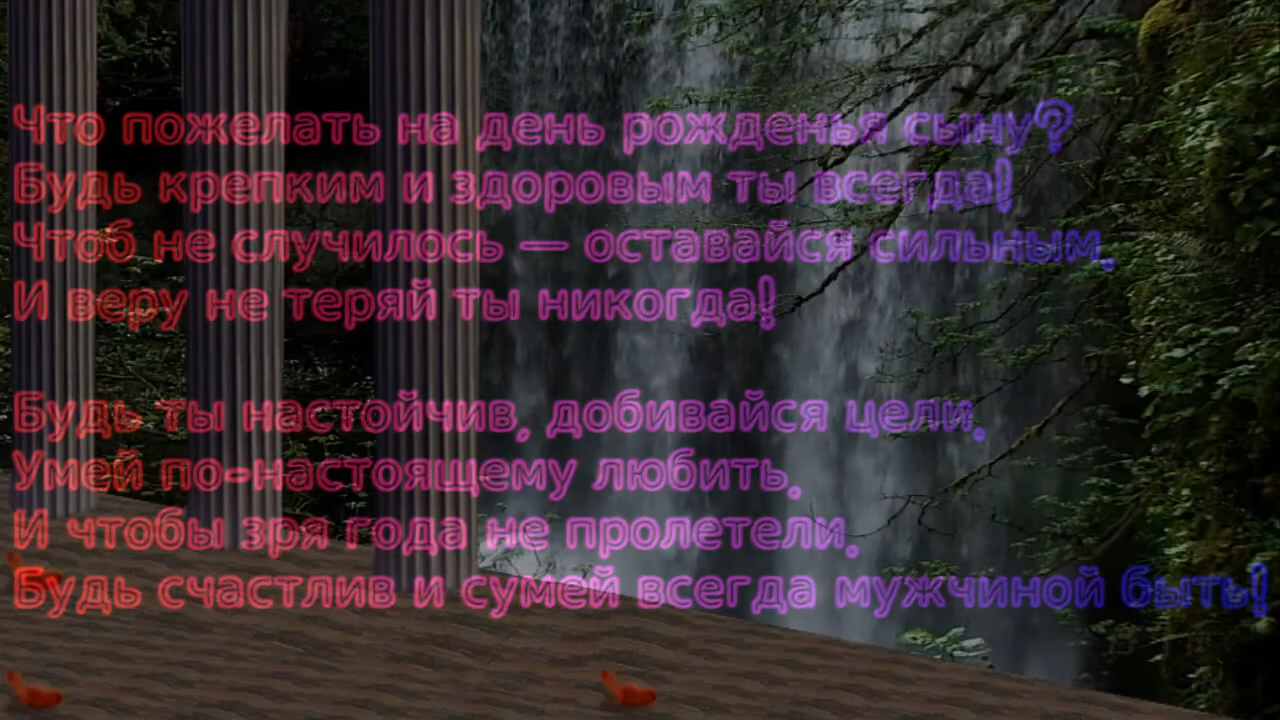 Что пожелать на день рожденья сыну?
Будь крепким и здоровым ты всегда!
Чтоб не случилось — оставайся сильным,
И веру не теряй ты никогда!
Будь ты настойчив, добивайся цели,
Умей по-настоящему любить,
И чтобы зря года не пролетели,
Будь счастлив и сумей всегда мужчиной быть!